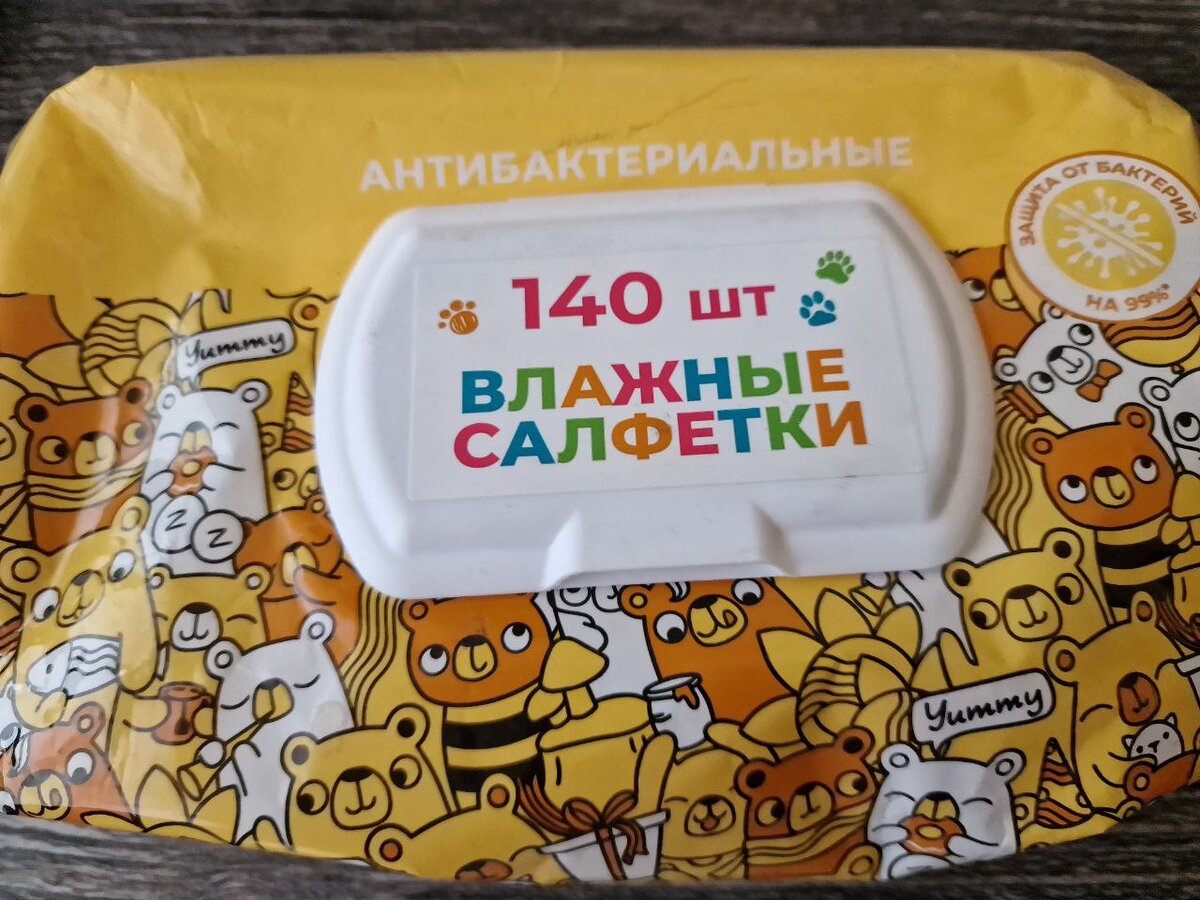 АНТИБАКТЕРИАЛЬНЫЕ
ЗАЩИТА ОТ БАКТЕРИЙ
НА 99%*
140 шт
ВЛАЖНЫЕ
САЛФЕТКИ
Yummy
Z Z
Yummy